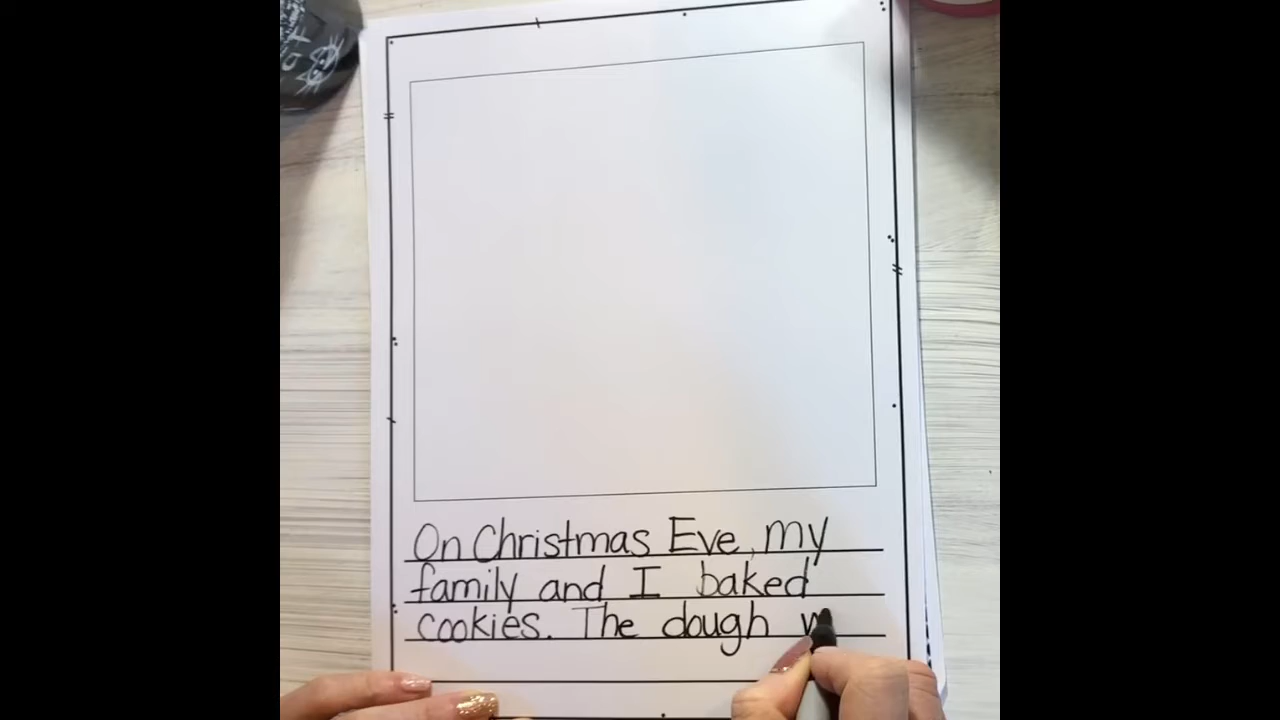 On Christmas Eve, my
family and I baked
cookies. The dough w